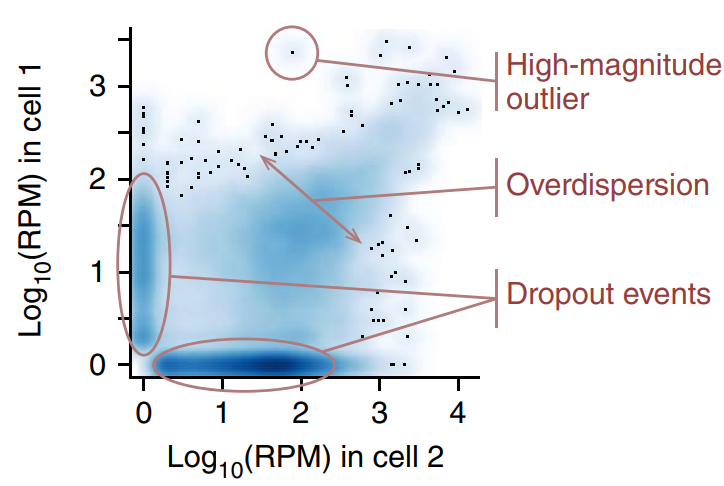 High-magnitude
outlier
Overdispersion
Dropout events
Log10(RPM) in cell 1
3
2
1
0
0 1 2 3 4
Log10(RPM) in cell 2